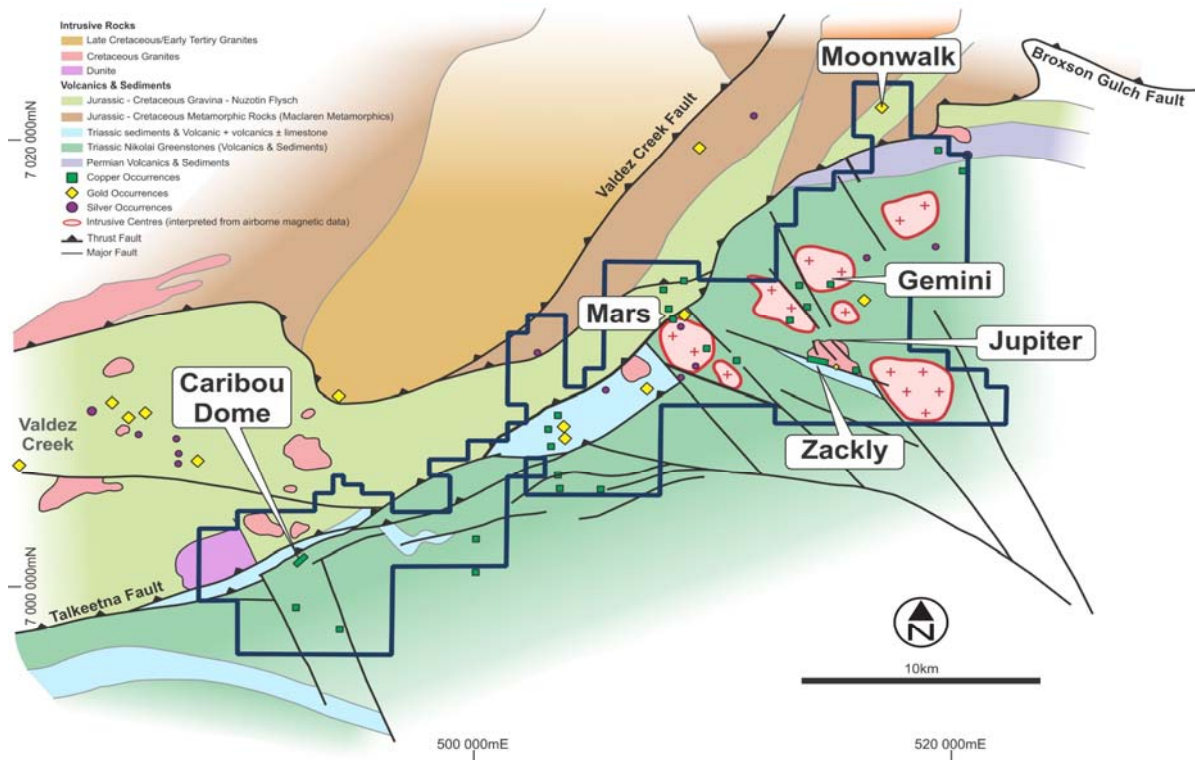 Intrusive Rocks
Late Cretaceous/Early Tertiry Granites
Cretaceous Granites
Dunite
Volcanics & Sediments
Jurassic - Cretaceous Gravina - Nuzotin Flysch
Jurassic - Cretaceous Metamorphic Rocks (Maclaren Metamorphics)
Triassic sediments & Volcanic + volcanics ± limestone
Triassic Nikolai Greenstones (Volcanics & Sediments)
Permian Volcanics & Sediments
Copper Occurrences
Gold Occurrences
Silver Occurrences
Intrusive Centres (interpreted from airborne magnetic data)
Thrust Fault
Major Fault
Moonwalk
Broxson Gulch Fault
7 020 000mN
Valdez Creek Fault
Gemini
Mars
Jupiter
Caribou
Dome
Valdez
Creek
Zackly
7 000 000mN
Talkeetna Fault
N
10km
500 000mE
520 000mE